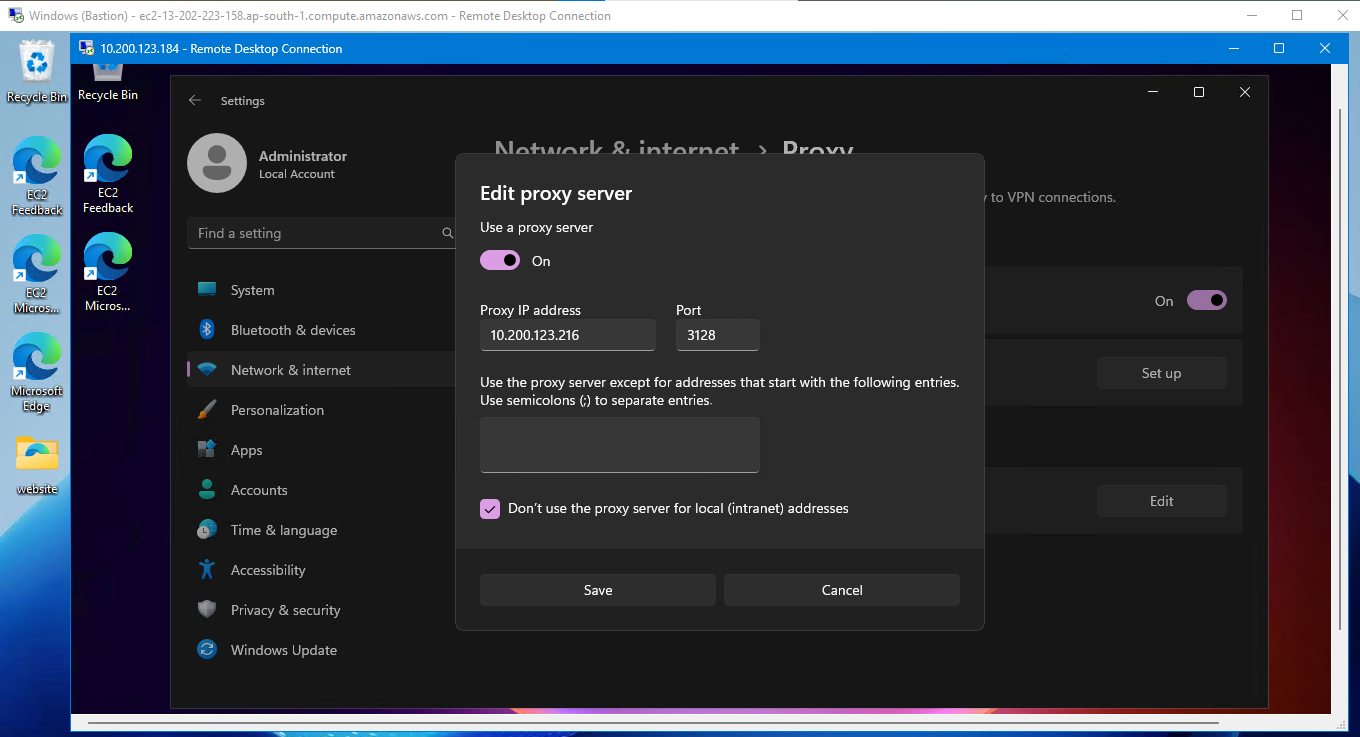 Windows (Bastion) - ec2-13-202-223-158.ap-south-1.compute.amazonaws.com - Remote Desktop Connection
10.200.123.184 - Remote Desktop Connection
Recycle Bin
EC2
Feedback
EC2
Micros...
Microsoft
Edge
website
Recycle Bin
EC2
Feedback
EC2
Micros...
Settings
Administrator
Local Account
Find a setting
System
Bluetooth & devices
Network & internet
Personalization
Apps
Accounts
Time & language
Accessibility
Privacy & security
Windows Update
Network & internet > Proxy
y to VPN connections.
On
Set up
Edit
Edit proxy server
Use a proxy server
On
Proxy IP address Port
10.200.123.216 3128
Use the proxy server except for addresses that start with the following entries.
Use semicolons (;) to separate entries.
Don't use the proxy server for local (intranet) addresses
Save Cancel